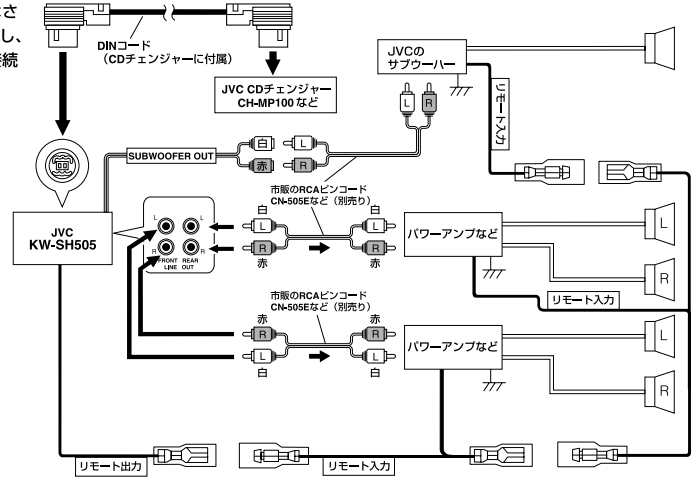 さ
し、
続
DINコード
(CDチェンジャーに付属)
JVC CDチェンジャー
CH-MP100 など
JVCの
サブウーハー
L
R
リモート入力
SUBWOOFER OUT
白
L
赤
R
市販のRCAピンコード
CN-505Eなど(別売り)
JVC
KW-SH505
L
L
R
R
FRONT REAR
LINE OUT
白
白
L
L
R
R
赤
赤
パワーアンプなど
L
R
リモート入力
市販のRCAピンコード
CN-505Eなど(別売り)
赤
赤
R
R
L
L
白
白
パワーアンプなど
L
R
リモート出力
リモート入力